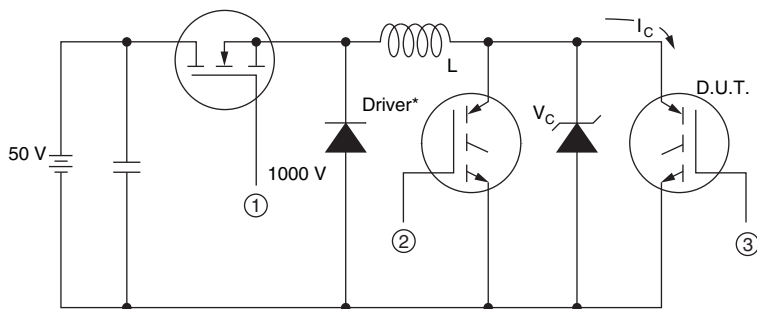 I_C
L
D.U.T.
Driver*
V_C
50 V
1000 V
①
②
③